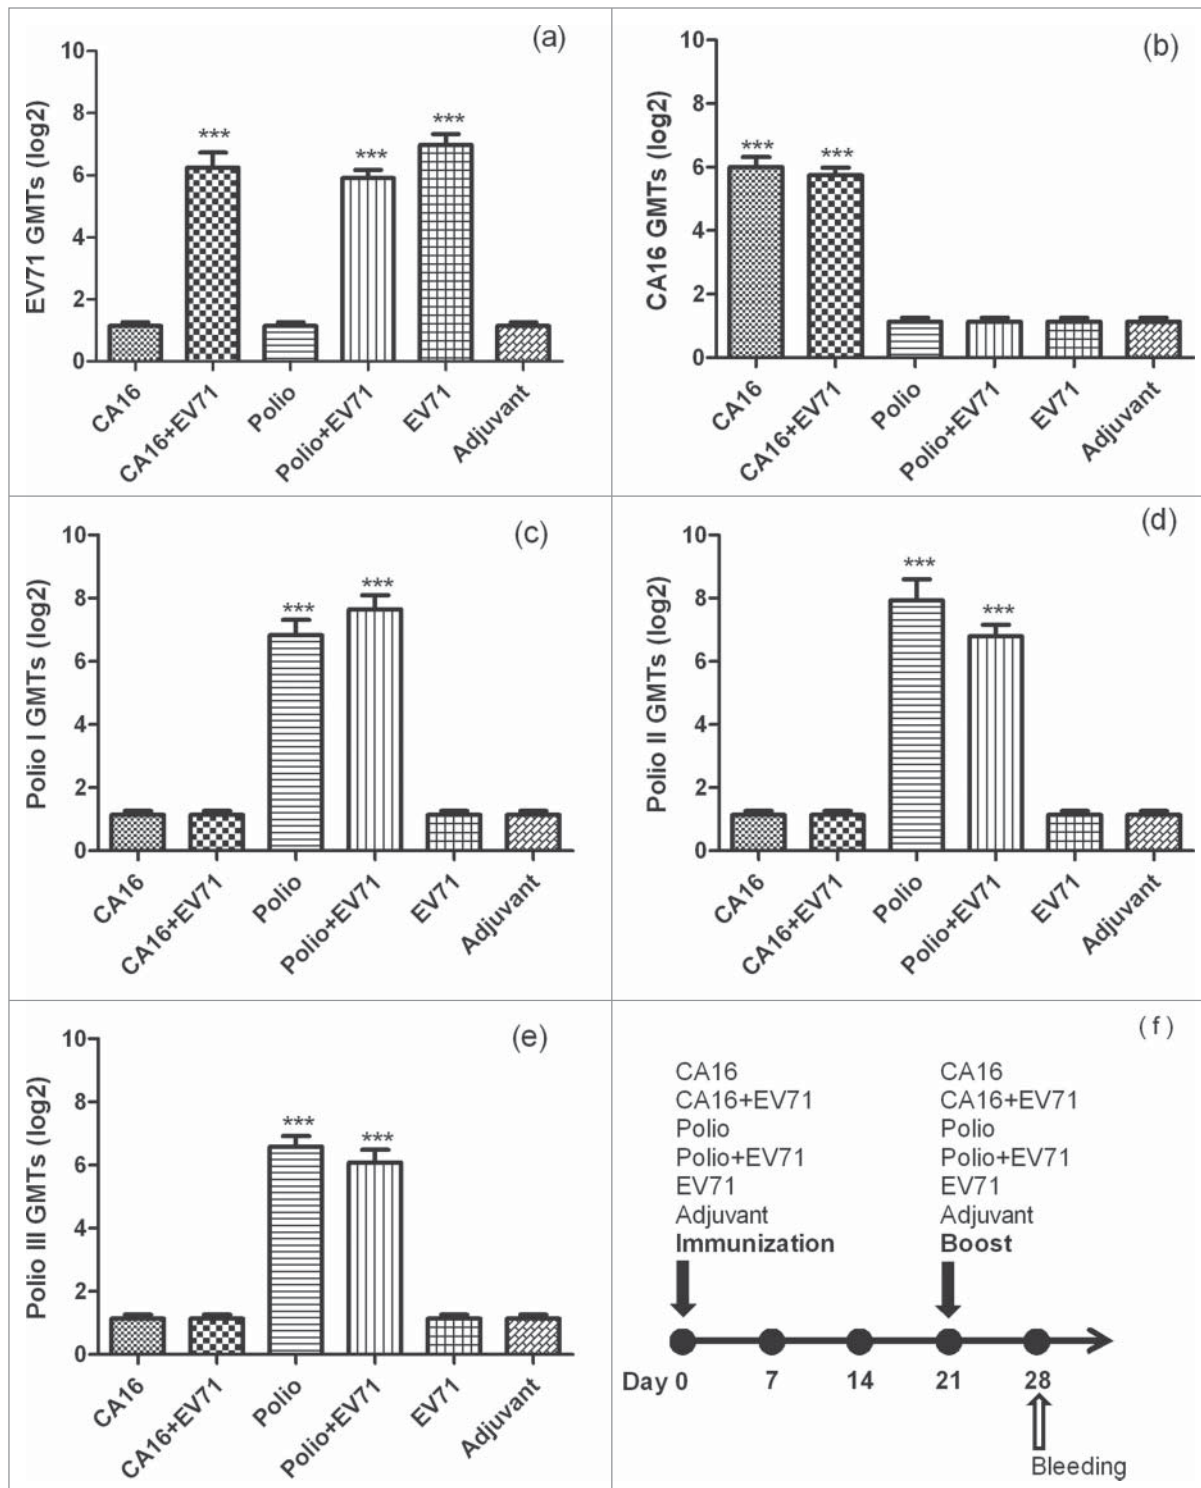 (a)
EV71 GMTs (log2)
10
8
6
4
2
0
***
***
***
CA16
CA16+EV71
Polio
Polio+EV71
EV71
Adjuvant
(b)
CA16 GMTs (log2)
10
8
6
4
2
0
***
***
CA16
CA16+EV71
Polio
Polio+EV71
EV71
Adjuvant
(c)
Polio I GMTs (log2)
10
8
6
4
2
0
***
***
CA16
CA16+EV71
Polio
Polio+EV71
EV71
Adjuvant
(d)
Polio II GMTs (log2)
10
8
6
4
2
0
***
***
CA16
CA16+EV71
Polio
Polio+EV71
EV71
Adjuvant
(e)
Polio III GMTs (log2)
10
8
6
4
2
0
***
***
CA16
CA16+EV71
Polio
Polio+EV71
EV71
Adjuvant
(f)
CA16
CA16+EV71
Polio
Polio+EV71
EV71
Adjuvant
Immunization
CA16
CA16+EV71
Polio
Polio+EV71
EV71
Adjuvant
Boost
Day 0 7 14 21 28
Bleeding